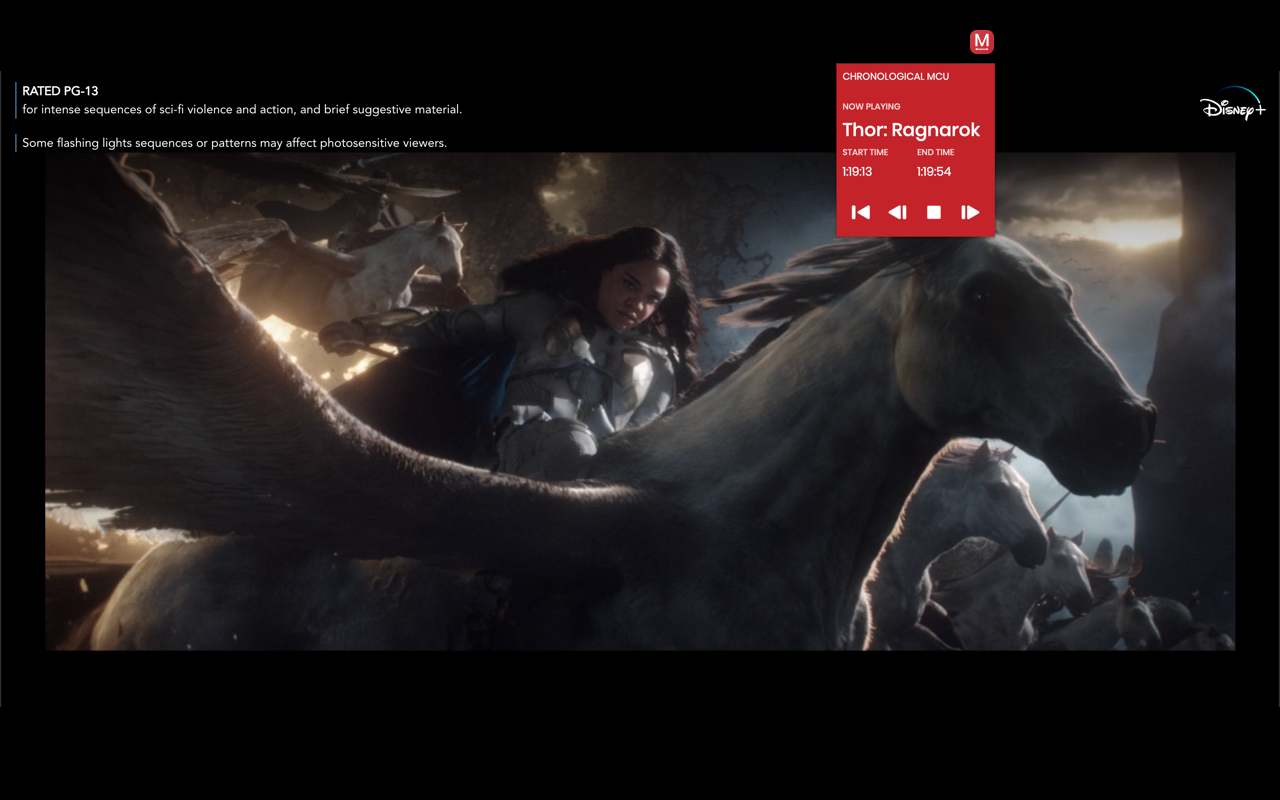 M
RATED PG-13
for intense sequences of sci-fi violence and action, and brief suggestive material.
Some flashing lights sequences or patterns may affect photosensitive viewers.
CHRONOLOGICAL MCU
NOW PLAYING
Thor: Ragnarok
START TIME END TIME
1:19:13 1:19:54
Disney+